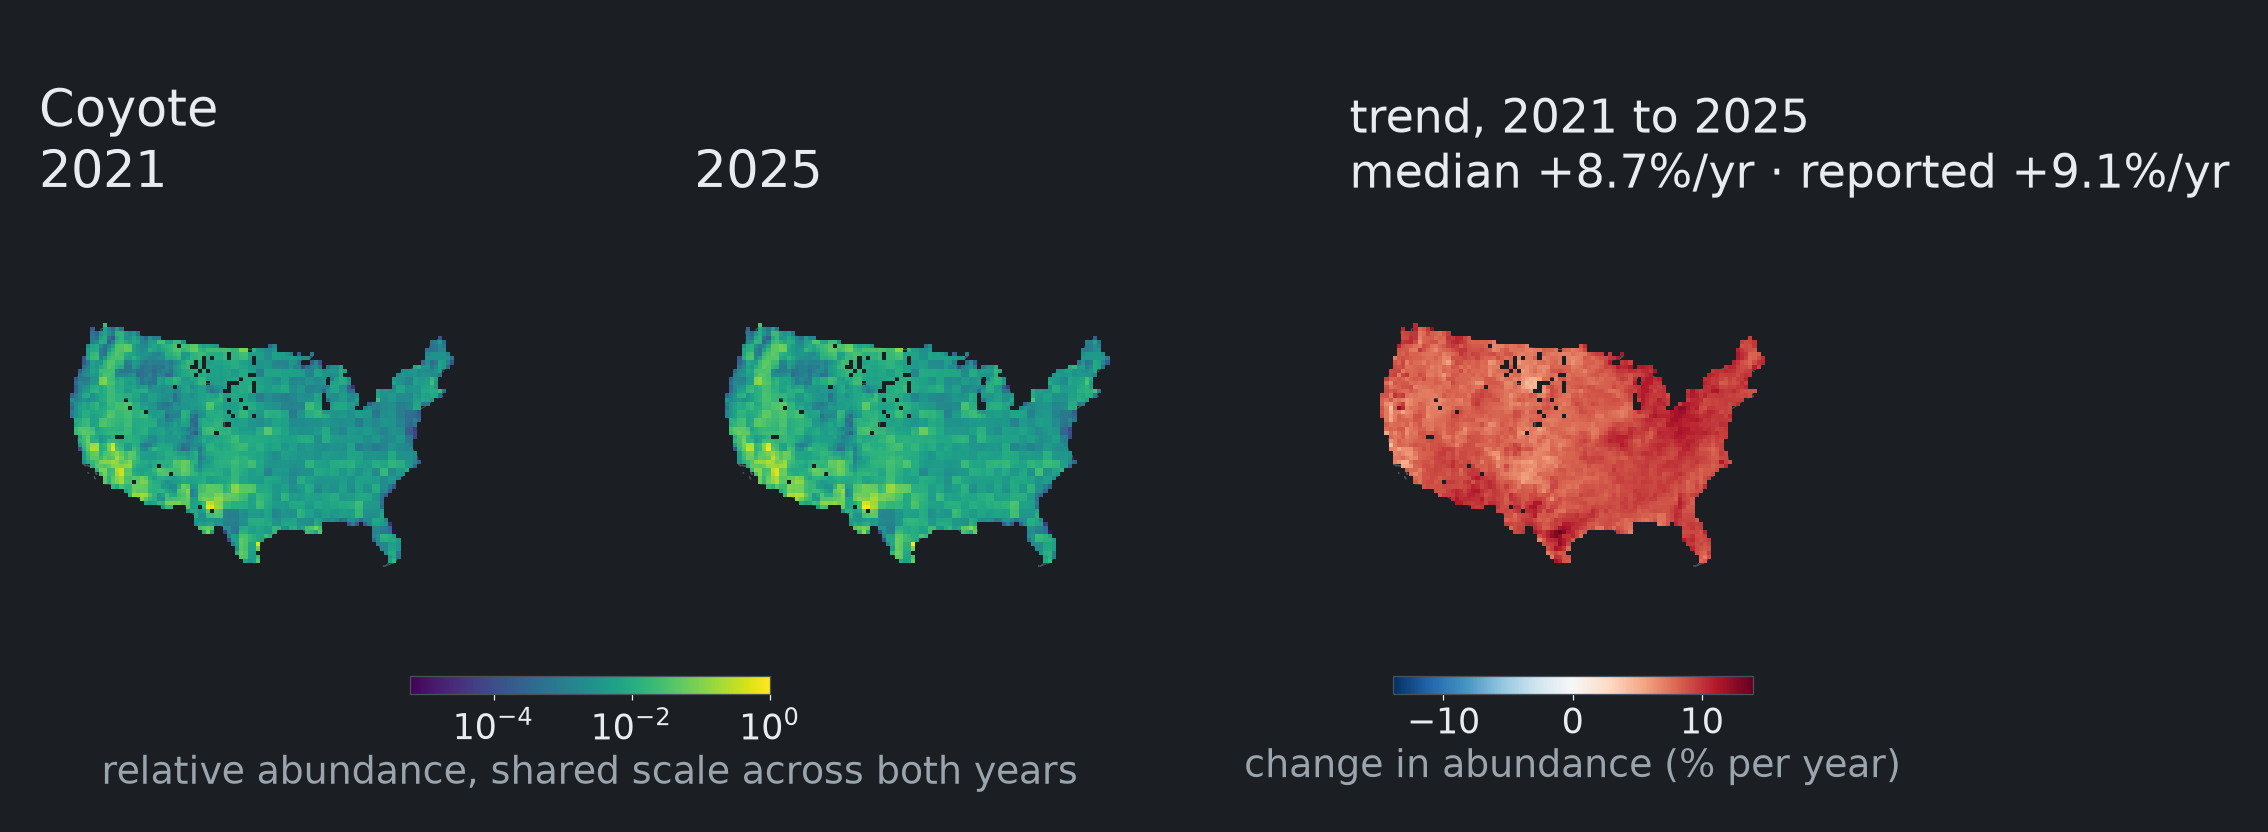 Coyote
2021
2025
trend, 2021 to 2025
median +8.7%/yr · reported +9.1%/yr
10⁻⁴ 10⁻² 10⁰
relative abundance, shared scale across both years
−10 0 10
change in abundance (% per year)